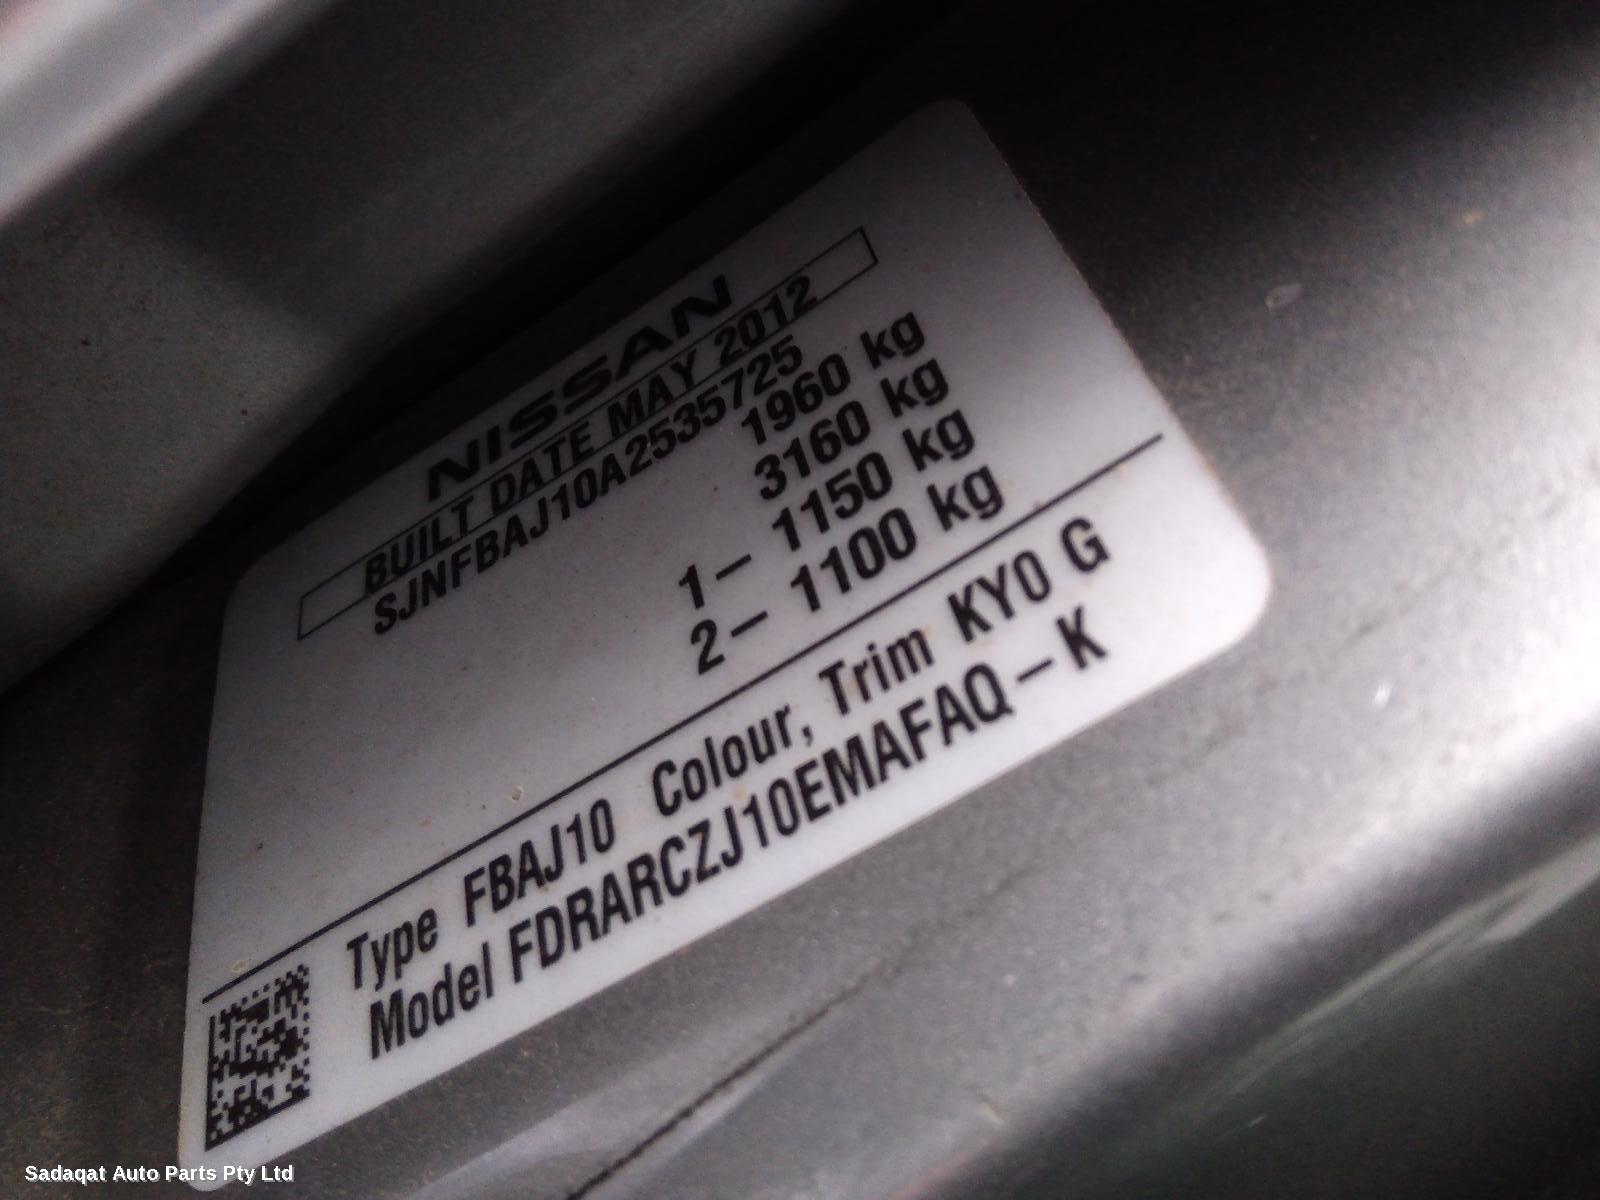 NISSAN
BUILT DATE MAY 2012
SJNFBAJ10A2535725
1960 kg
3160 kg
1– 1150 kg
2– 1100 kg
Type FBAJ10 Colour, Trim KY0 G
Model FDRARCZJ10EMAFAQ–K
Sadaqat Auto Parts Pty Ltd